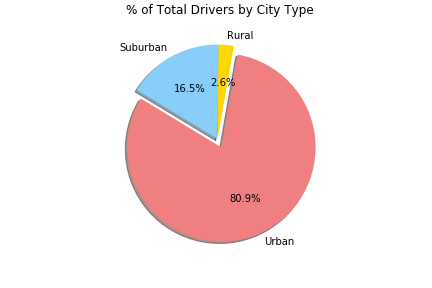 % of Total Drivers by City Type
Rural
Suburban
2.6%
16.5%
80.9%
Urban